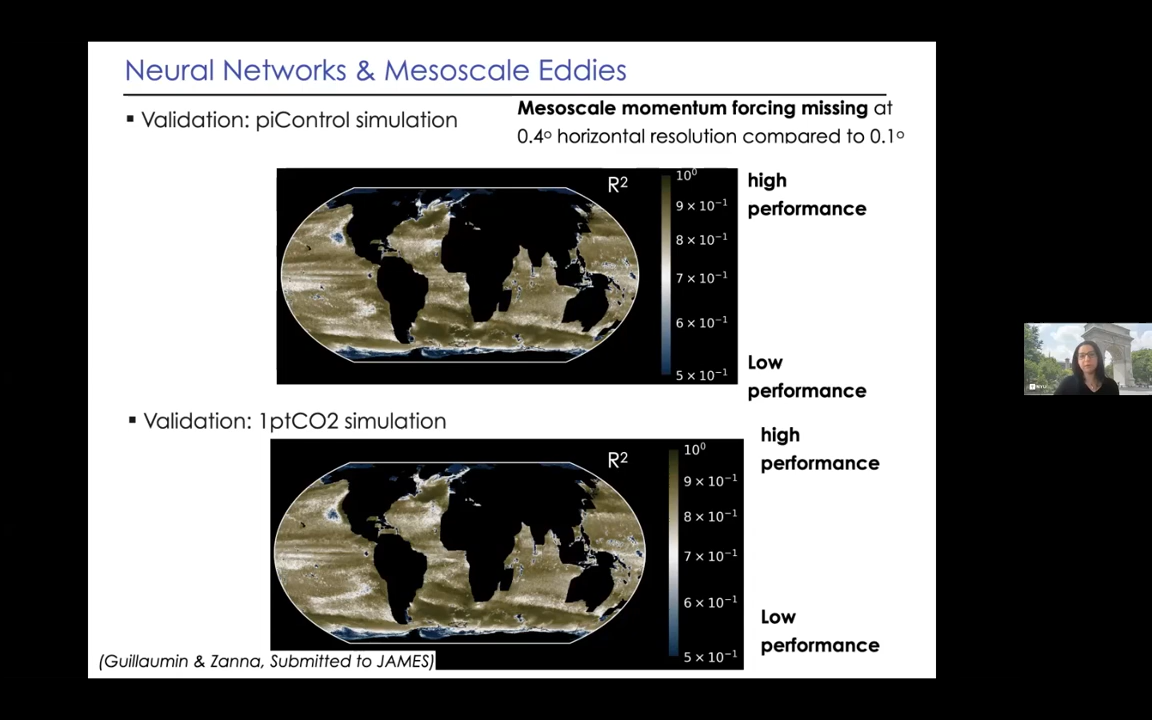 Neural Networks & Mesoscale Eddies
▪ Validation: piControl simulation
Mesoscale momentum forcing missing at
0.4° horizontal resolution compared to 0.1°
R²
10⁰
9 × 10⁻¹
8 × 10⁻¹
7 × 10⁻¹
6 × 10⁻¹
5 × 10⁻¹
high
performance
Low
performance
▪ Validation: 1ptCO2 simulation
R²
10⁰
9 × 10⁻¹
8 × 10⁻¹
7 × 10⁻¹
6 × 10⁻¹
5 × 10⁻¹
high
performance
Low
performance
(Guillaumin & Zanna, Submitted to JAMES)